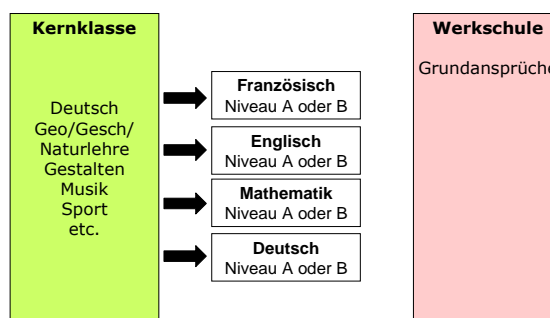 Kernklasse
Deutsch
Geo/Gesch/
Naturlehre
Gestalten
Musik
Sport
etc.
Französisch
Niveau A oder B
Englisch
Niveau A oder B
Mathematik
Niveau A oder B
Deutsch
Niveau A oder B
Werkschule
Grundansprüche